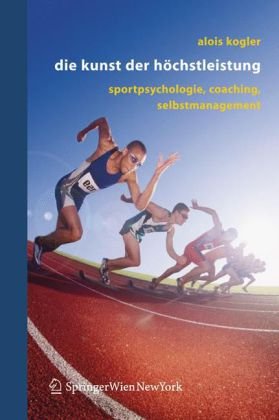 alois kogler
die kunst der höchstleistung
sportpsychologie, coaching,
selbstmanagement
SpringerWienNewYork